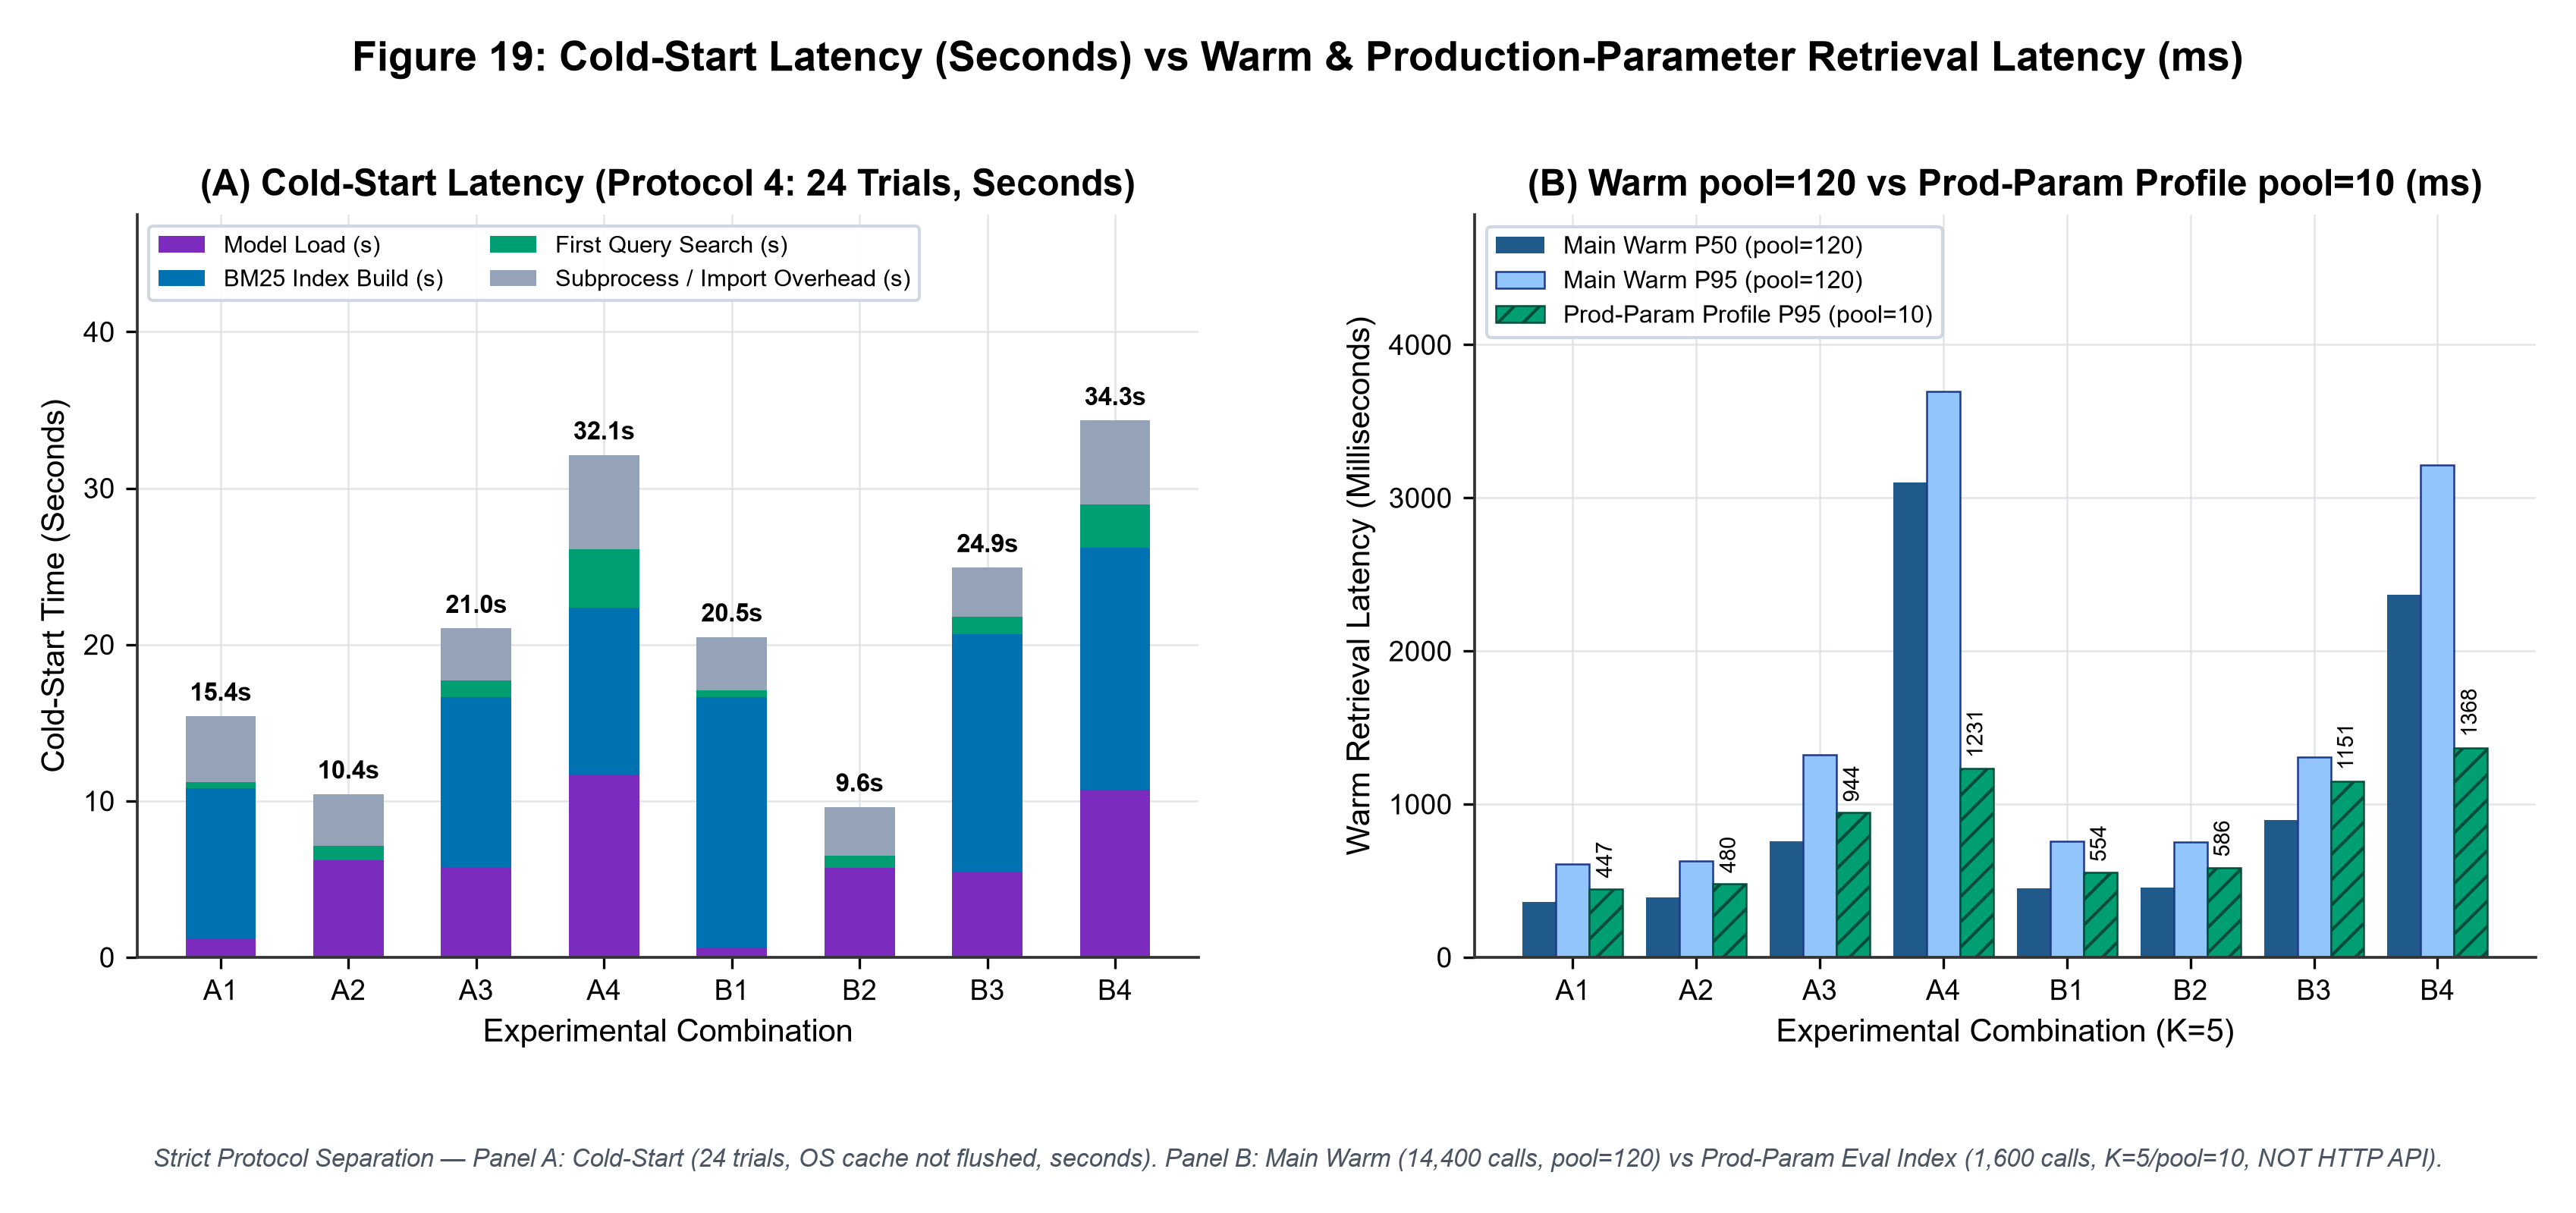 Figure 19: Cold-Start Latency (Seconds) vs Warm & Production-Parameter Retrieval Latency (ms)
(A) Cold-Start Latency (Protocol 4: 24 Trials, Seconds)
Model Load (s)
BM25 Index Build (s)
First Query Search (s)
Subprocess / Import Overhead (s)
Cold-Start Time (Seconds)
40
30
20
10
0
15.4s
10.4s
21.0s
32.1s
20.5s
9.6s
24.9s
34.3s
A1
A2
A3
A4
B1
B2
B3
B4
Experimental Combination
(B) Warm pool=120 vs Prod-Param Profile pool=10 (ms)
Main Warm P50 (pool=120)
Main Warm P95 (pool=120)
Prod-Param Profile P95 (pool=10)
Warm Retrieval Latency (Milliseconds)
4000
3000
2000
1000
0
447
480
944
1231
554
586
1151
1368
A1
A2
A3
A4
B1
B2
B3
B4
Experimental Combination (K=5)
Strict Protocol Separation — Panel A: Cold-Start (24 trials, OS cache not flushed, seconds). Panel B: Main Warm (14,400 calls, pool=120) vs Prod-Param Eval Index (1,600 calls, K=5/pool=10, NOT HTTP API).